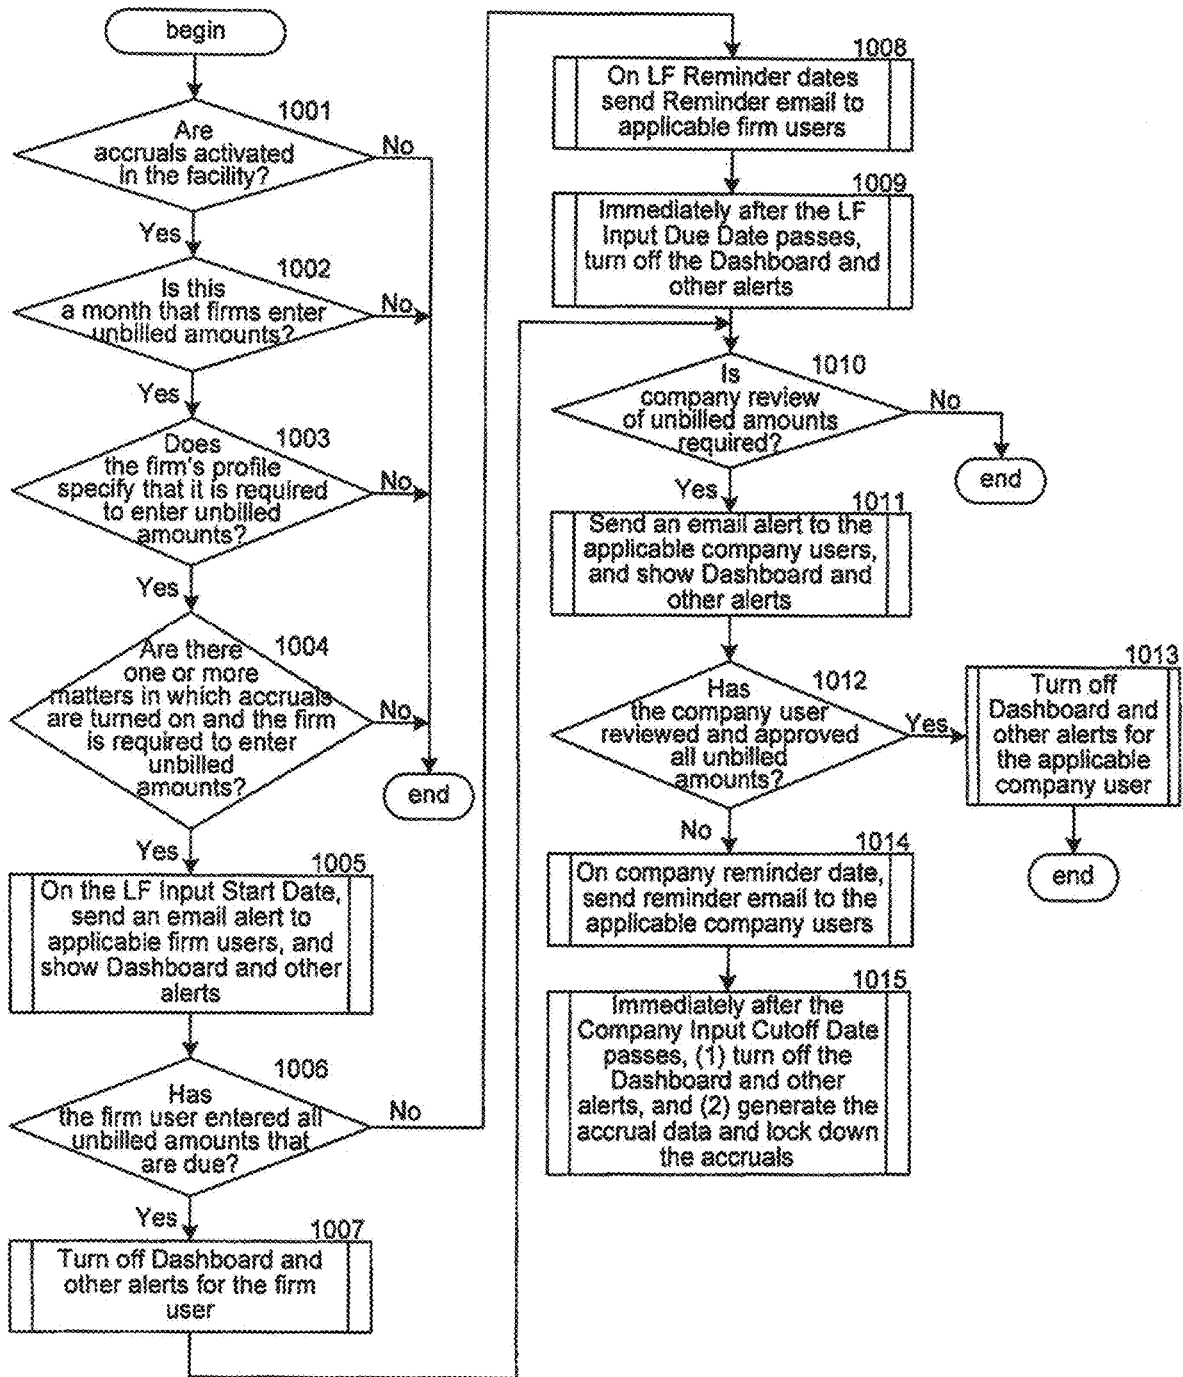 begin
1001
Are
accruals activated
in the facility?
No
Yes
1002
Is this
a month that firms enter
unbilled amounts?
No
Yes
1003
Does
the firm's profile
specify that it is required
to enter unbilled
amounts?
No
Yes
1004
Are there
one or more
matters in which accruals
are turned on and the firm
is required to enter
unbilled
amounts?
No
end
Yes
1005
On the LF Input Start Date,
send an email alert to
applicable firm users, and
show Dashboard and other
alerts
1006
Has
the firm user entered all
unbilled amounts that
are due?
No
Yes
1007
Turn off Dashboard and
other alerts for the firm
user
1008
On LF Reminder dates
send Reminder email to
applicable firm users
1009
Immediately after the LF
Input Due Date passes,
turn off the Dashboard and
other alerts
1010
Is
company review
of unbilled amounts
required?
No
end
Yes
1011
Send an email alert to the
applicable company users,
and show Dashboard and
other alerts
1012
Has
the company user
reviewed and approved
all unbilled
amounts?
Yes
1013
Turn off
Dashboard and
other alerts for
the applicable
company user
end
No
1014
On company reminder date,
send reminder email to the
applicable company users
1015
Immediately after the
Company Input Cutoff Date
passes, (1) turn off the
Dashboard and other
alerts, and (2) generate the
accrual data and lock down
the accruals